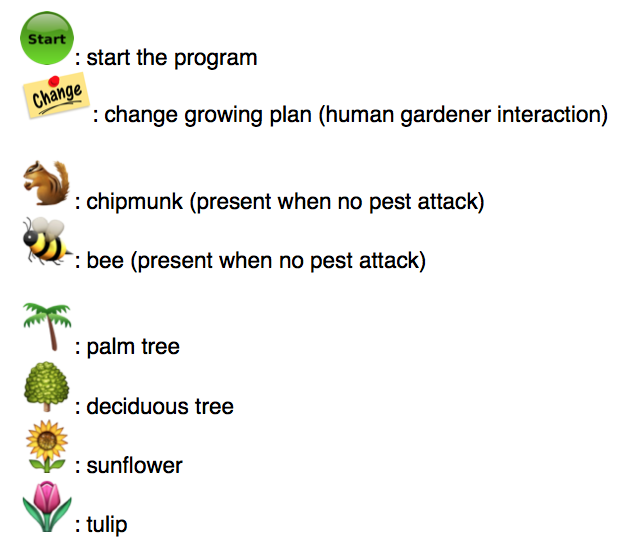 Start : start the program
Change : change growing plan (human gardener interaction)
: chipmunk (present when no pest attack)
: bee (present when no pest attack)
: palm tree
: deciduous tree
: sunflower
: tulip